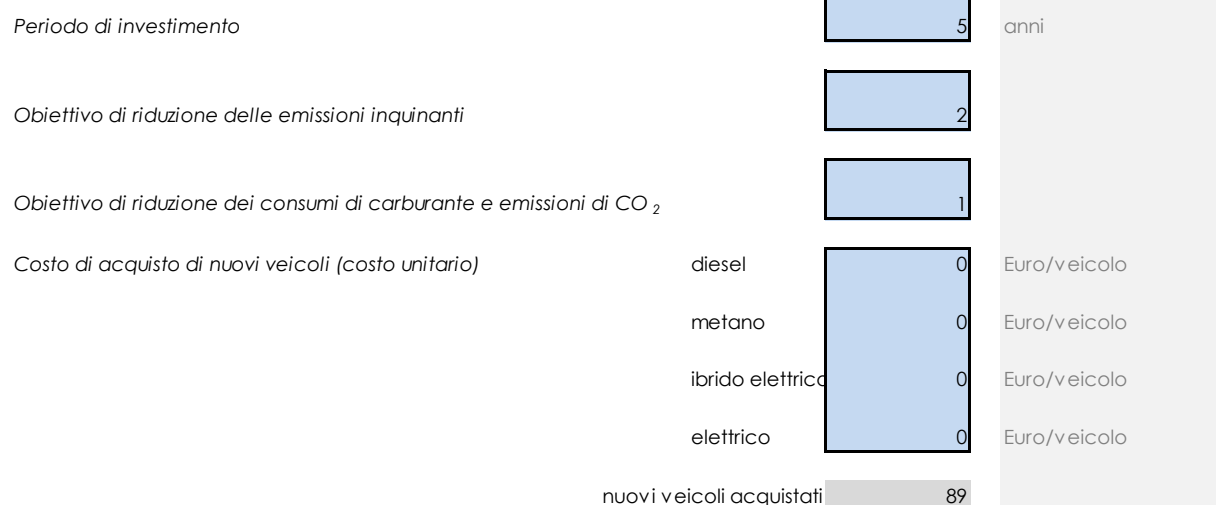 Periodo di investimento 5 anni
Obiettivo di riduzione delle emissioni inquinanti 2
Obiettivo di riduzione dei consumi di carburante e emissioni di CO 2 1
Costo di acquisto di nuovi veicoli (costo unitario) diesel 0 Euro/veicolo
metano 0 Euro/veicolo
ibrido elettrico 0 Euro/veicolo
elettrico 0 Euro/veicolo
nuovi veicoli acquistati 89